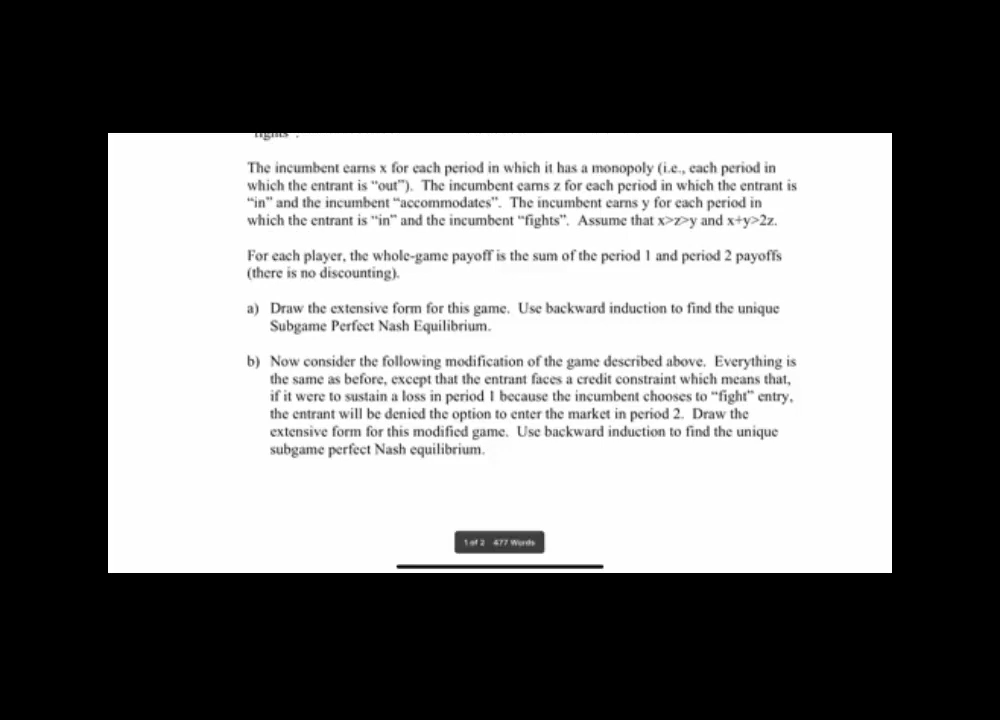 fights".
The incumbent earns x for each period in which it has a monopoly (i.e., each period in
which the entrant is "out"). The incumbent earns z for each period in which the entrant is
"in" and the incumbent "accommodates". The incumbent earns y for each period in
which the entrant is "in" and the incumbent "fights". Assume that x>z>y and x+y>2z.
For each player, the whole-game payoff is the sum of the period 1 and period 2 payoffs
(there is no discounting).
a) Draw the extensive form for this game. Use backward induction to find the unique
Subgame Perfect Nash Equilibrium.
b) Now consider the following modification of the game described above. Everything is
the same as before, except that the entrant faces a credit constraint which means that,
if it were to sustain a loss in period 1 because the incumbent chooses to "fight" entry,
the entrant will be denied the option to enter the market in period 2. Draw the
extensive form for this modified game. Use backward induction to find the unique
subgame perfect Nash equilibrium.
1 of 2 477 Words